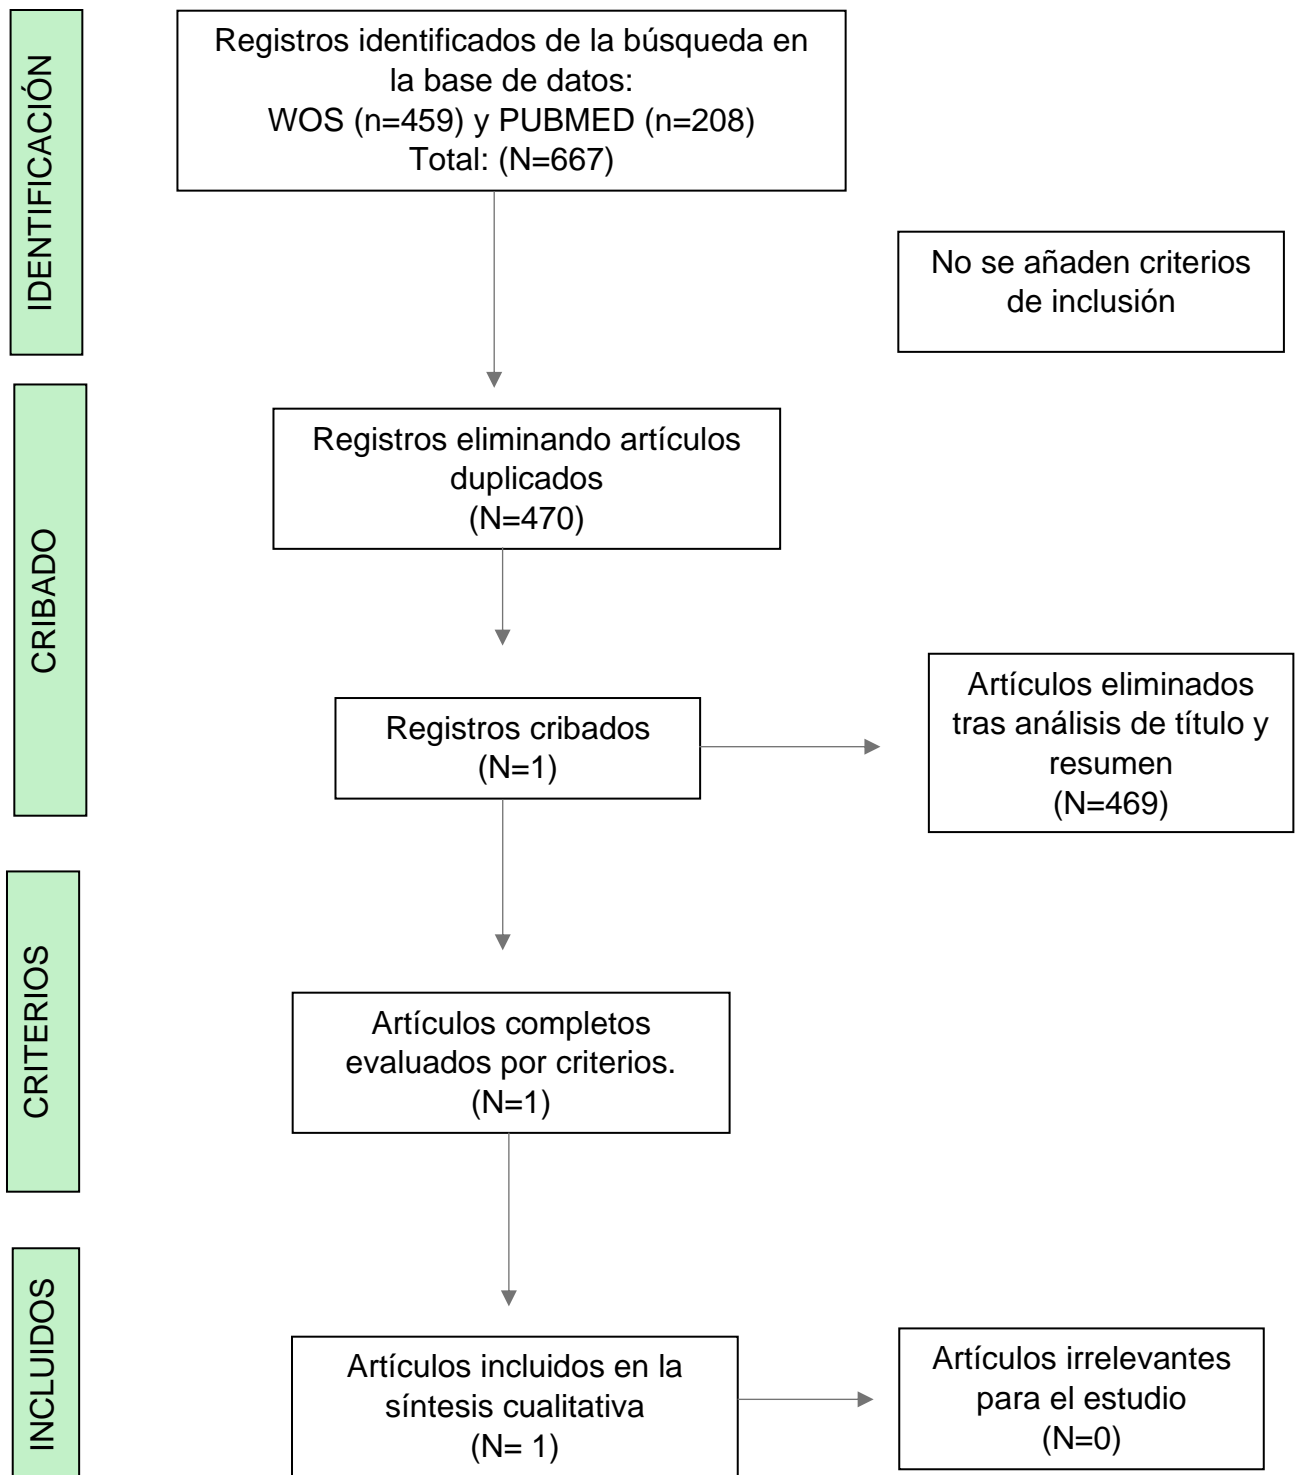 IDENTIFICACIÓN
Registros identificados de la búsqueda en
la base de datos:
WOS (n=459) y PUBMED (n=208)
Total: (N=667)
No se añaden criterios
de inclusión
CRIBADO
Registros eliminando artículos
duplicados
(N=470)
Registros cribados
(N=1)
Artículos eliminados
tras análisis de título y
resumen
(N=469)
CRITERIOS
Artículos completos
evaluados por criterios.
(N=1)
INCLUIDOS
Artículos incluidos en la
síntesis cualitativa
(N= 1)
Artículos irrelevantes
para el estudio
(N=0)